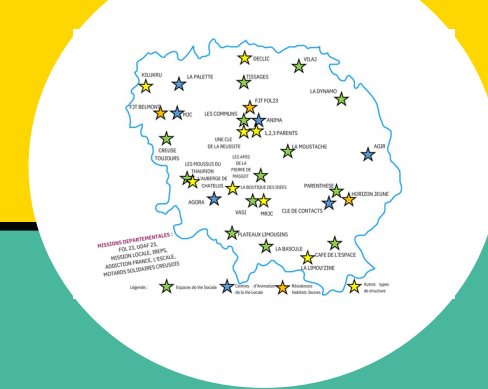 DECLIC
VILAJ
KILUKRU
LA PALETTE
TISSAGES
LA DYNAMO
FJT FOL23
FJT BELMONT
MJC
LES COMMUNS
ANIMA
1,2,3 PARENTS
UNE CLE
DE LA REUSSITE
CREUSE
TOUJOURS
LA MOUSTACHE
AGIR
LES AMIS
DE LA
PIERRE DE
MASGOT
LES MOUSSUS DU
THAURION
L'AUBERGE DE
CHATELUS
LA BOUTIQUE DES IDEES
PARENTHESE
HORIZON JEUNE
AGORA
VASI
MRJC
CLE DE CONTACTS
PLATEAUX LIMOUSINS
LA BASCULE
CAFE DE L'ESPACE
LA LIMOU'ZINE
MISSIONS DEPARTEMENTALES :
FOL 23, UDAF 23,
MISSION LOCALE, IREPS,
ADDICTION FRANCE, L'ESCALE,
MOTARDS SOLIDAIRES CREUSOIS
Légende :
Espaces de Vie Sociale
Centres d'Animation
de la Vie Locale
Résidences
Habitats Jeunes
Autres types
de structure